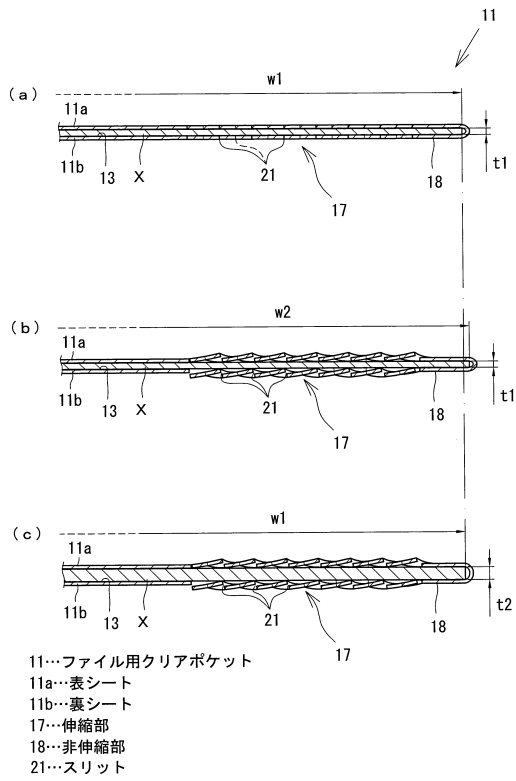 11
(a)
w1
11a
11b
13
X
21
17
18
t1
(b)
w2
11a
11b
13
X
21
17
18
t1
(c)
w1
11a
11b
13
X
21
17
18
t2
11…ファイル用クリアポケット
11a…表シート
11b…裏シート
17…伸縮部
18…非伸縮部
21…スリット